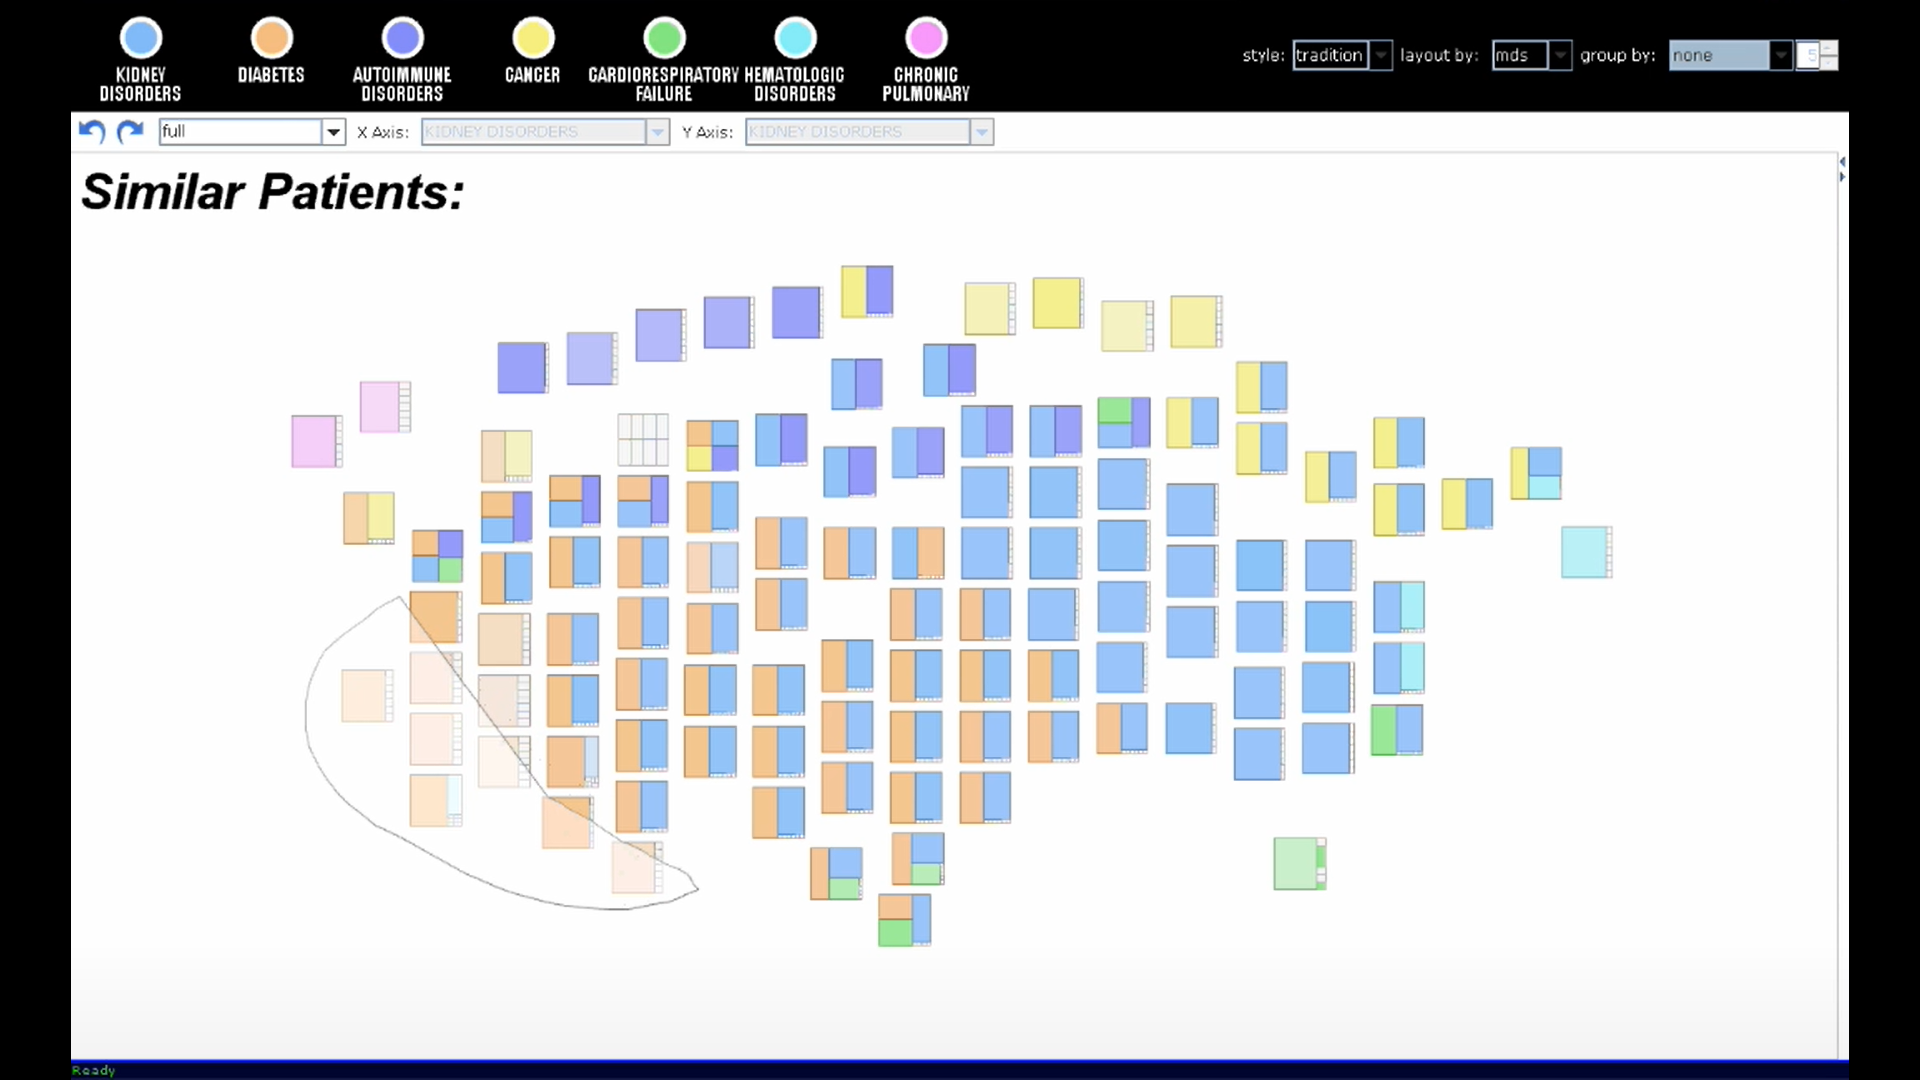 KIDNEY
DISORDERS
DIABETES
AUTOIMMUNE
DISORDERS
CANCER
CARDIORESPIRATORY
FAILURE
HEMATOLOGIC
DISORDERS
CHRONIC
PULMONARY
style: tradition layout by: mds group by: none 5
full X Axis: KIDNEY DISORDERS Y Axis: KIDNEY DISORDERS
Similar Patients:
Ready